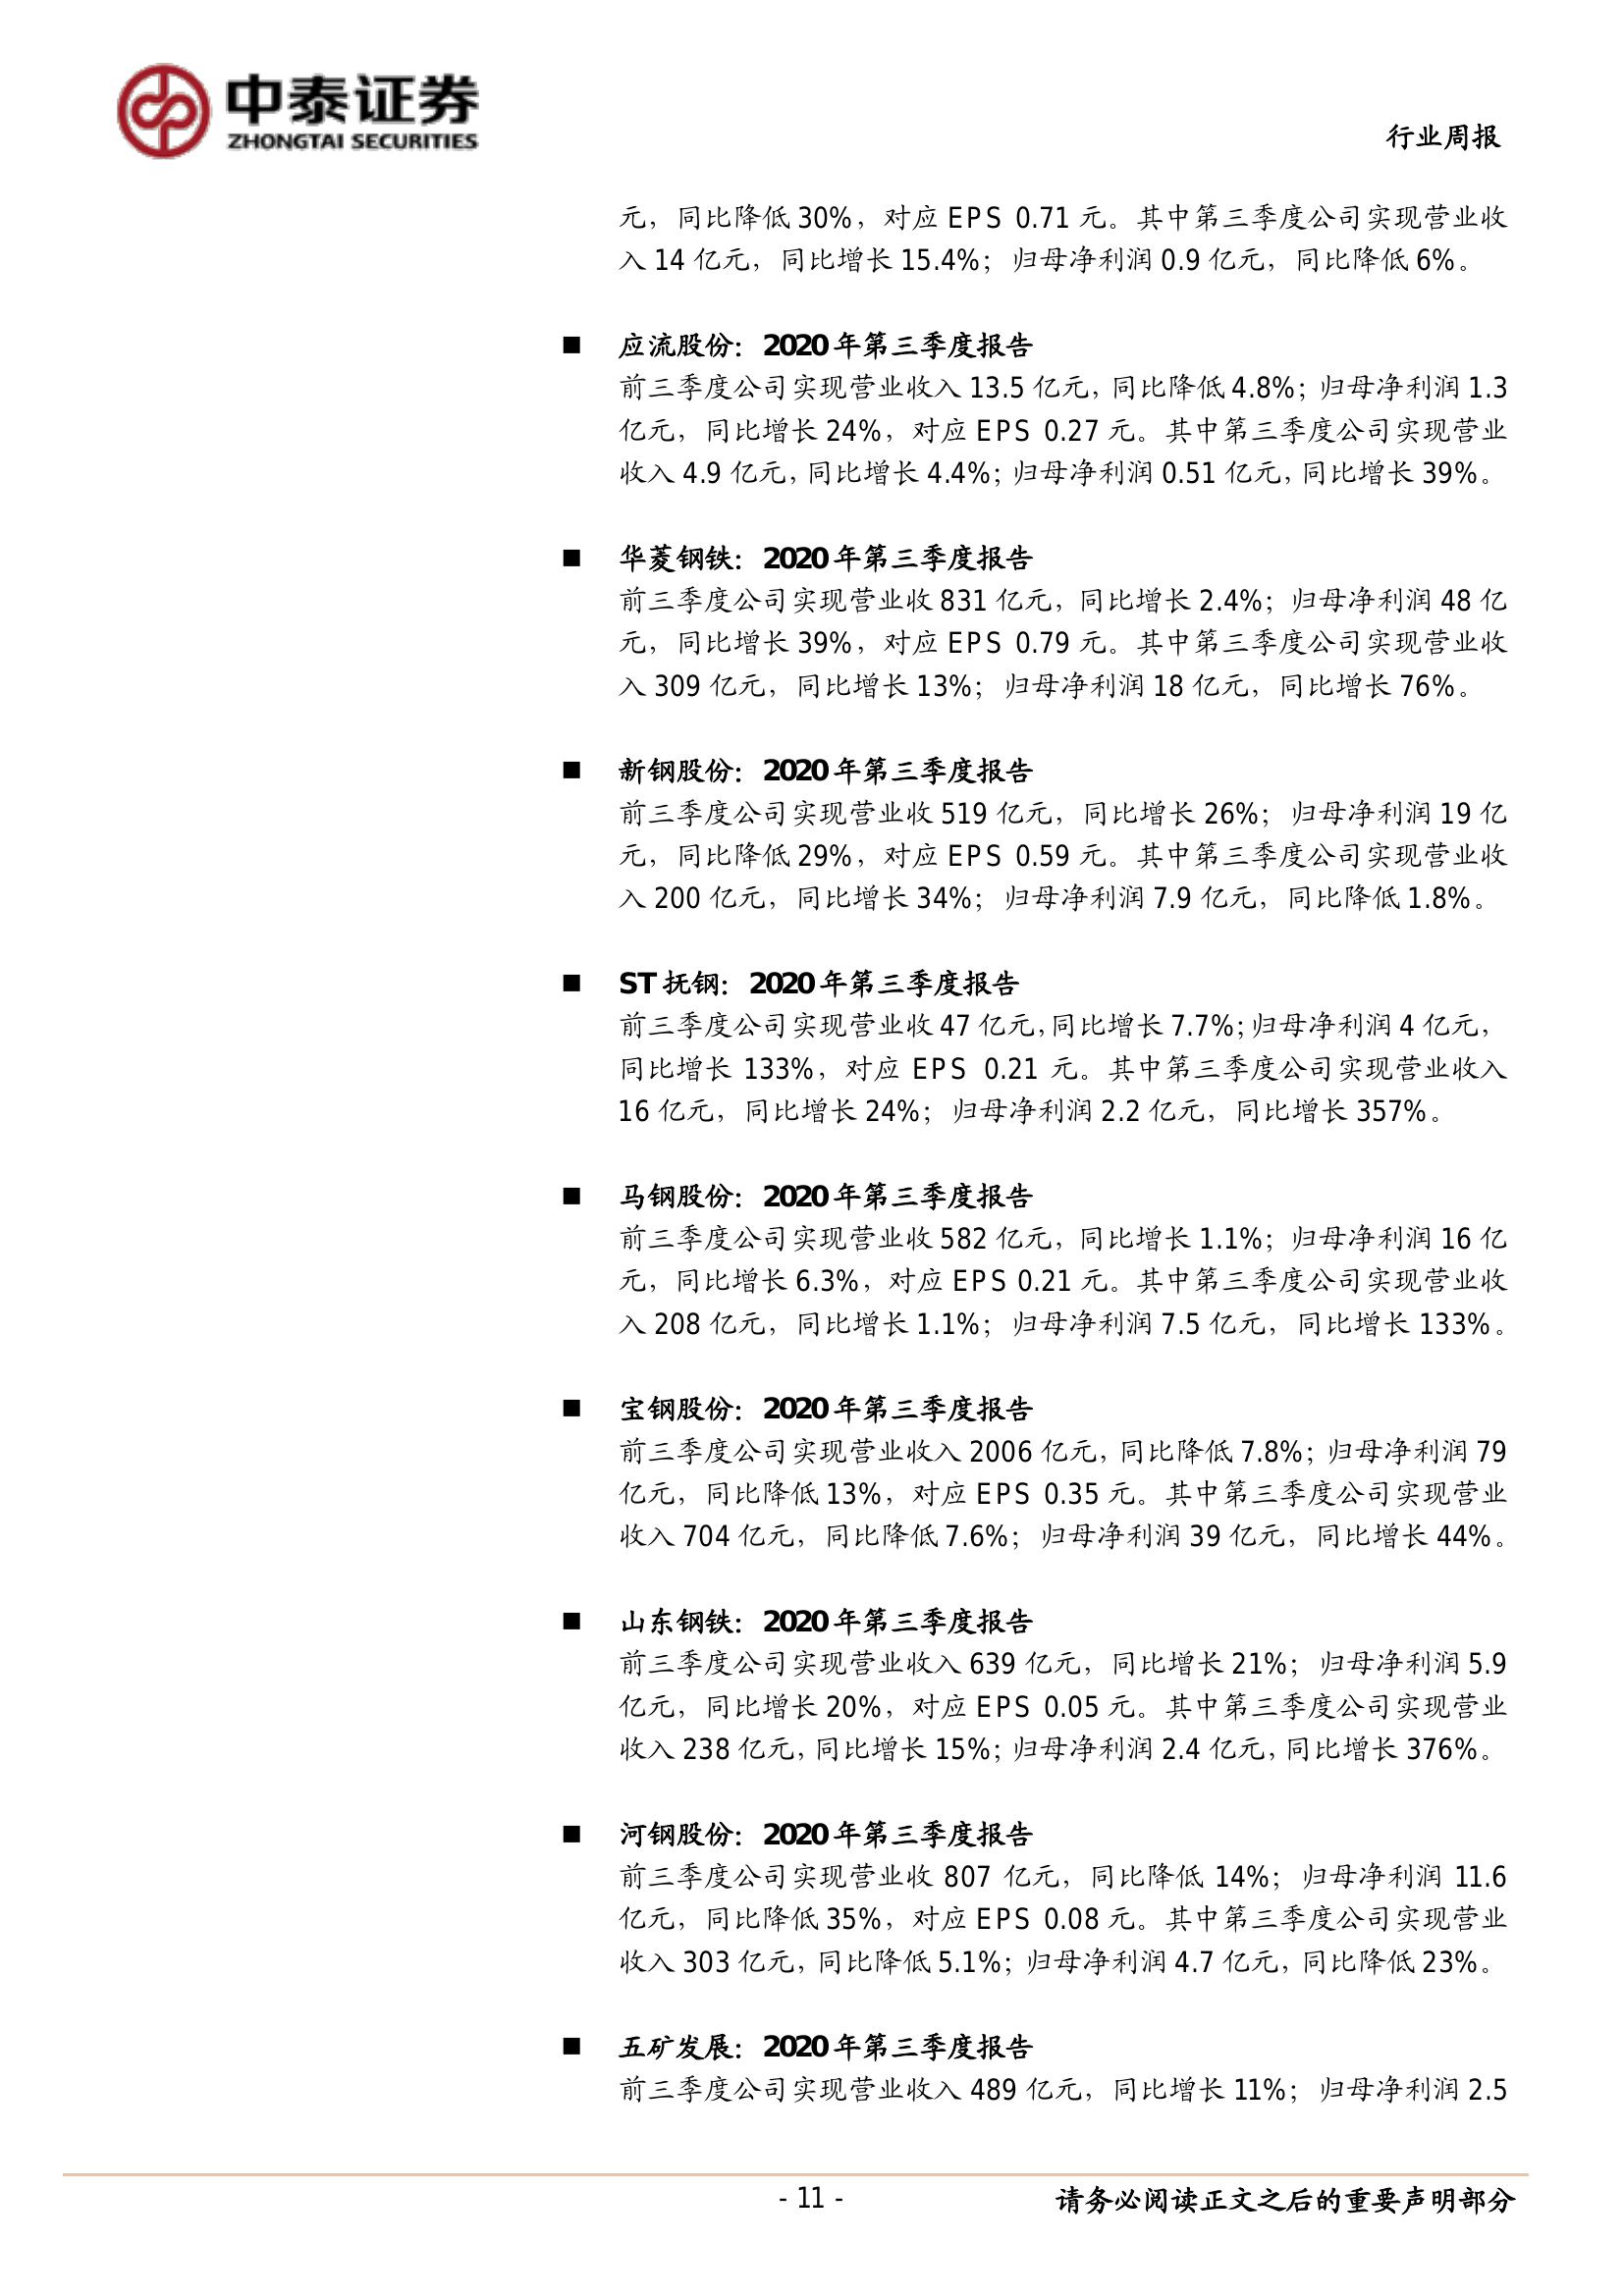 中泰证券
ZHONGTAI SECURITIES
行业周报
元，同比降低 30%，对应 EPS 0.71 元。其中第三季度公司实现营业收
入 14 亿元，同比增长 15.4%；归母净利润 0.9 亿元，同比降低 6%。
■ 应流股份：2020 年第三季度报告
前三季度公司实现营业收入 13.5 亿元，同比降低 4.8%；归母净利润 1.3
亿元，同比增长 24%，对应 EPS 0.27 元。其中第三季度公司实现营业
收入 4.9 亿元，同比增长 4.4%；归母净利润 0.51 亿元，同比增长 39%。
■ 华菱钢铁：2020 年第三季度报告
前三季度公司实现营业收 831 亿元，同比增长 2.4%；归母净利润 48 亿
元，同比增长 39%，对应 EPS 0.79 元。其中第三季度公司实现营业收
入 309 亿元，同比增长 13%；归母净利润 18 亿元，同比增长 76%。
■ 新钢股份：2020 年第三季度报告
前三季度公司实现营业收 519 亿元，同比增长 26%；归母净利润 19 亿
元，同比降低 29%，对应 EPS 0.59 元。其中第三季度公司实现营业收
入 200 亿元，同比增长 34%；归母净利润 7.9 亿元，同比降低 1.8%。
■ ST 抚钢：2020 年第三季度报告
前三季度公司实现营业收 47 亿元，同比增长 7.7%；归母净利润 4 亿元，
同比增长 133%，对应 EPS 0.21 元。其中第三季度公司实现营业收入
16 亿元，同比增长 24%；归母净利润 2.2 亿元，同比增长 357%。
■ 马钢股份：2020 年第三季度报告
前三季度公司实现营业收 582 亿元，同比增长 1.1%；归母净利润 16 亿
元，同比增长 6.3%，对应 EPS 0.21 元。其中第三季度公司实现营业收
入 208 亿元，同比增长 1.1%；归母净利润 7.5 亿元，同比增长 133%。
■ 宝钢股份：2020 年第三季度报告
前三季度公司实现营业收入 2006 亿元，同比降低 7.8%；归母净利润 79
亿元，同比降低 13%，对应 EPS 0.35 元。其中第三季度公司实现营业
收入 704 亿元，同比降低 7.6%；归母净利润 39 亿元，同比增长 44%。
■ 山东钢铁：2020 年第三季度报告
前三季度公司实现营业收入 639 亿元，同比增长 21%；归母净利润 5.9
亿元，同比增长 20%，对应 EPS 0.05 元。其中第三季度公司实现营业
收入 238 亿元，同比增长 15%；归母净利润 2.4 亿元，同比增长 376%。
■ 河钢股份：2020 年第三季度报告
前三季度公司实现营业收 807 亿元，同比降低 14%；归母净利润 11.6
亿元，同比降低 35%，对应 EPS 0.08 元。其中第三季度公司实现营业
收入 303 亿元，同比降低 5.1%；归母净利润 4.7 亿元，同比降低 23%。
■ 五矿发展：2020 年第三季度报告
前三季度公司实现营业收入 489 亿元，同比增长 11%；归母净利润 2.5
- 11 -
请务必阅读正文之后的重要声明部分